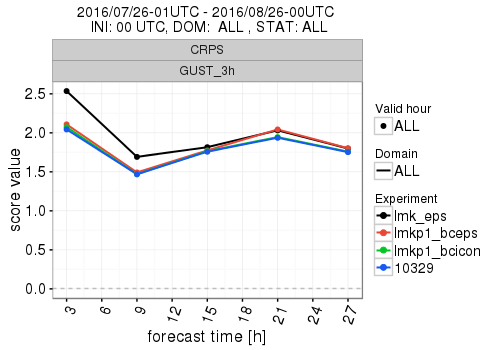 2016/07/26-01UTC - 2016/08/26-00UTC
INI: 00 UTC, DOM: ALL , STAT: ALL
CRPS
GUST_3h
score value
2.5
2.0
1.5
1.0
0.5
0.0
3
6
9
12
15
18
21
24
27
forecast time [h]
Valid hour
ALL
Domain
ALL
Experiment
lmk_eps
lmkp1_bceps
lmkp1_bcicon
10329